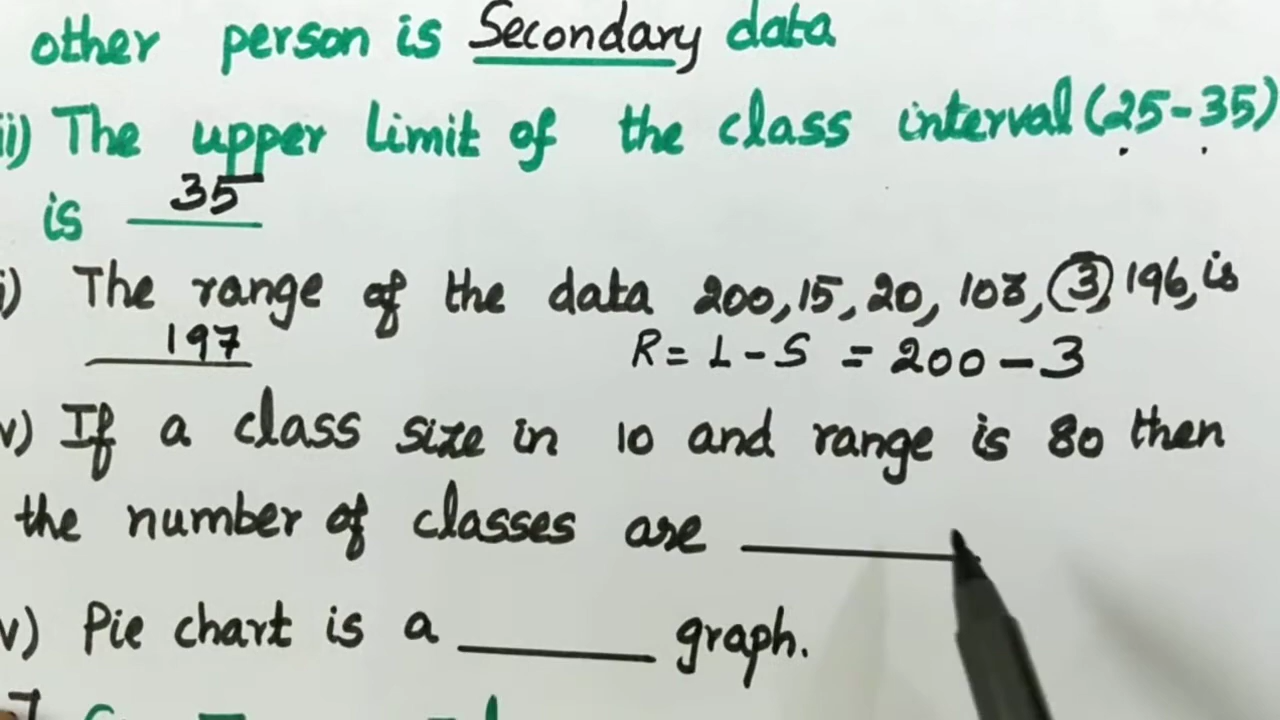 other person is Secondary data
ii) The upper limit of the class interval (25-35)
is 35
i) The range of the data 200, 15, 20, 108, 3, 196, is
197 R = L - S = 200 - 3
v) If a class size in 10 and range is 80 then
the number of classes are ______
v) Pie chart is a ______ graph.